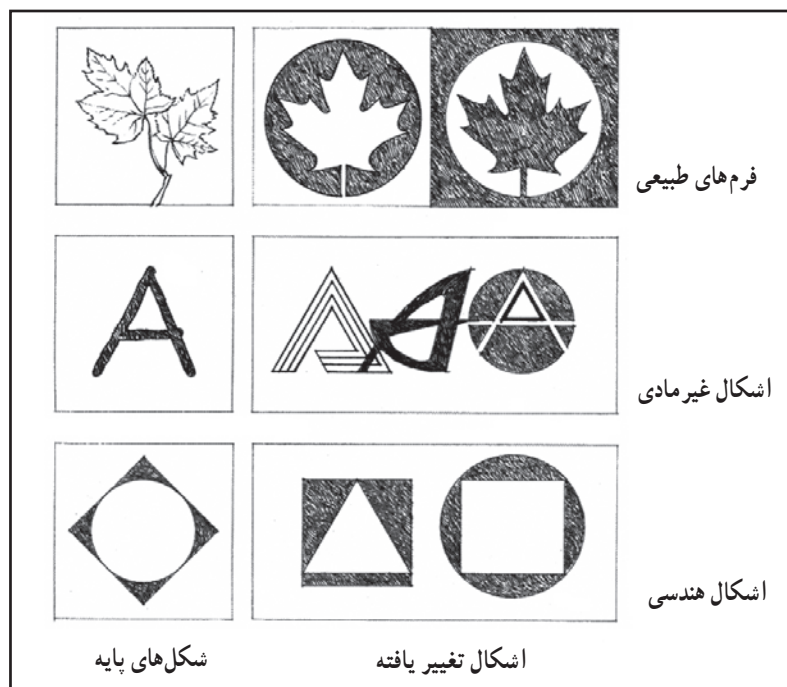 فرم‌های طبیعی
A
اشکال غیرمادی
اشکال هندسی
اشکال تغییر یافته
شکل‌های پایه